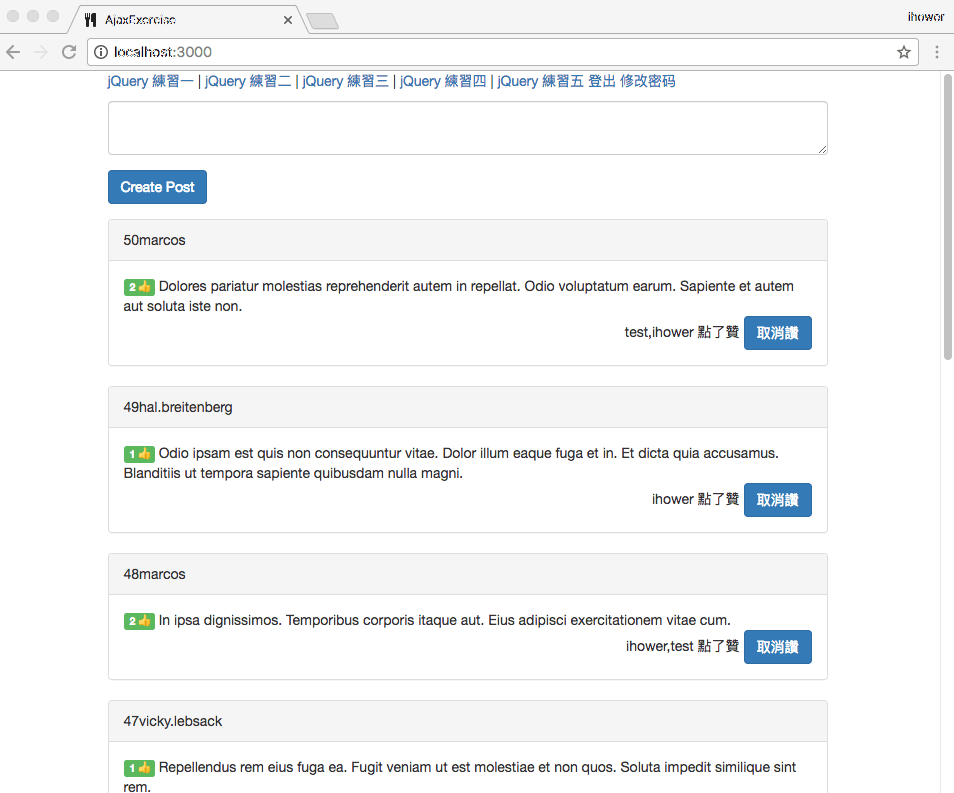 AjaxExercise
ihower
localhost:3000
jQuery 練習一 | jQuery 練習二 | jQuery 練習三 | jQuery 練習四 | jQuery 練習五 登出 修改密码
Create Post
50marcos
2👍 Dolores pariatur molestias reprehenderit autem in repellat. Odio voluptatum earum. Sapiente et autem
aut soluta iste non.
test,ihower 點了贊 取消讚
49hal.breitenberg
1👍 Odio ipsam est quis non consequuntur vitae. Dolor illum eaque fuga et in. Et dicta quia accusamus.
Blanditiis ut tempora sapiente quibusdam nulla magni.
ihower 點了贊 取消讚
48marcos
2👍 In ipsa dignissimos. Temporibus corporis itaque aut. Eius adipisci exercitationem vitae cum.
ihower,test 點了贊 取消讚
47vicky.lebsack
1👍 Repellendus rem eius fuga ea. Fugit veniam ut est molestiae et non quos. Soluta impedit similique sint
rem.